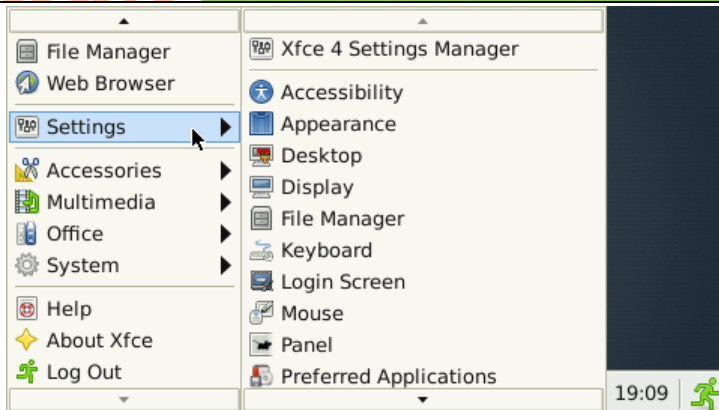 File Manager
Web Browser
Settings
Accessories
Multimedia
Office
System
Help
About Xfce
Log Out
Xfce 4 Settings Manager
Accessibility
Appearance
Desktop
Display
File Manager
Keyboard
Login Screen
Mouse
Panel
Preferred Applications
19:09